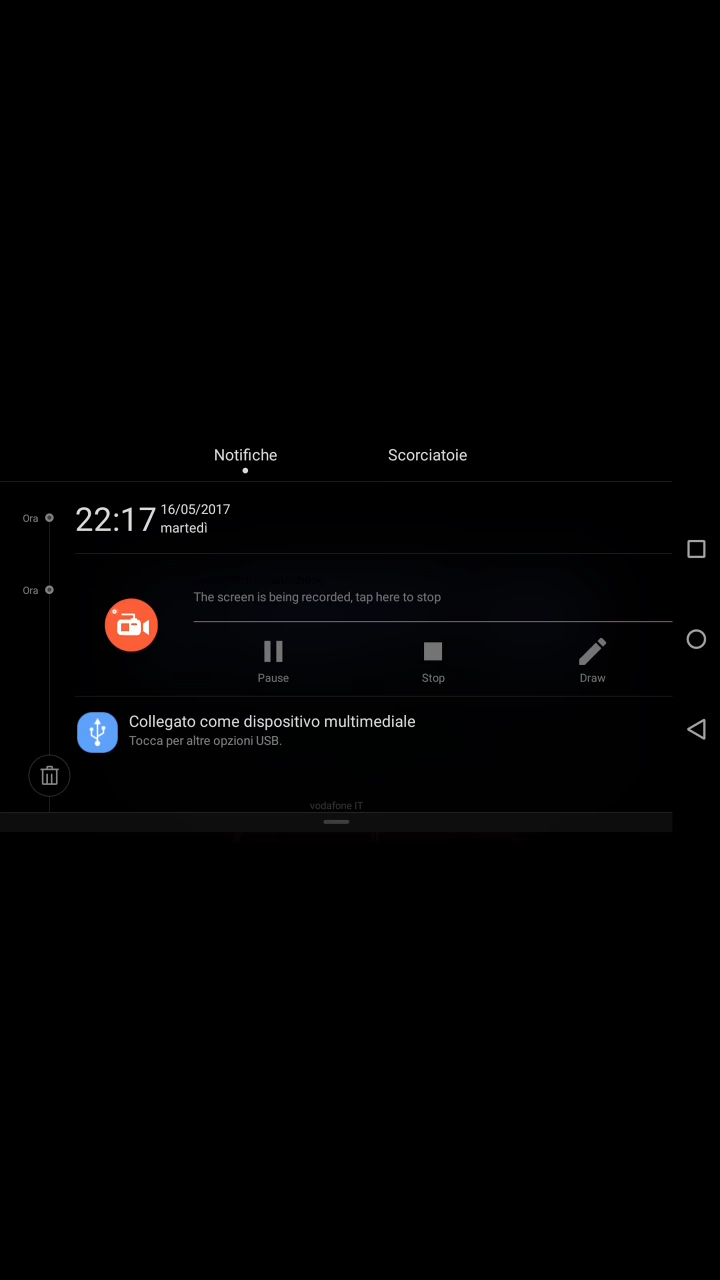 Notifiche Scorciatoie
Ora
22:17 16/05/2017
martedì
Ora
The screen is being recorded, tap here to stop
Pause Stop Draw
Collegato come dispositivo multimediale
Tocca per altre opzioni USB.
vodafone IT